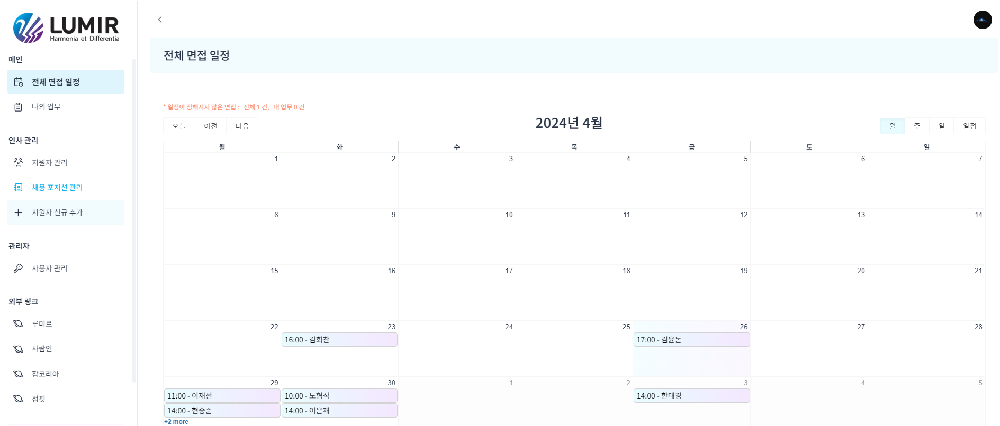 LUMIR
Harmonia et Differentia
메인
전체 면접 일정
나의 업무
인사 관리
지원자 관리
채용 포지션 관리
지원자 신규 추가
관리자
사용자 관리
외부 링크
루미르
사람인
잡코리아
점핏
전체 면접 일정
* 일정이 정해지지 않은 면접 : 전체 1 건, 내 업무 0 건
오늘 이전 다음
2024년 4월
월 주 일 일정
월 화 수 목 금 토 일
1 2 3 4 5 6 7
8 9 10 11 12 13 14
15 16 17 18 19 20 21
22 23 24 25 26 27 28
16:00 - 김희찬 17:00 - 김윤돈
29 30 1 2 3 4 5
11:00 - 이재선 10:00 - 노형석 14:00 - 한태경
14:00 - 현승준 14:00 - 이은재
+2 more